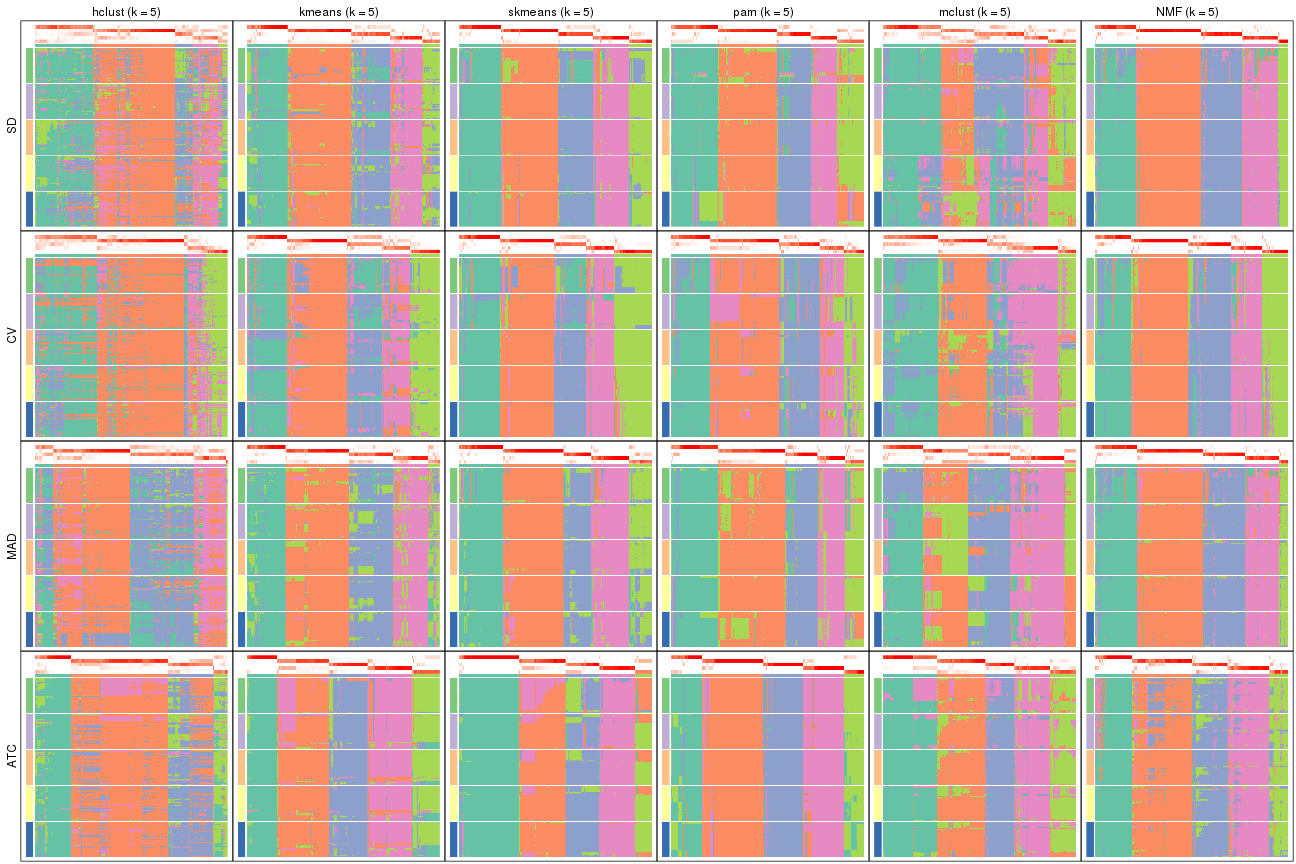 hclust (k = 5) kmeans (k = 5) skmeans (k = 5) pam (k = 5) mclust (k = 5) NMF (k = 5)
SD
CV
MAD
ATC